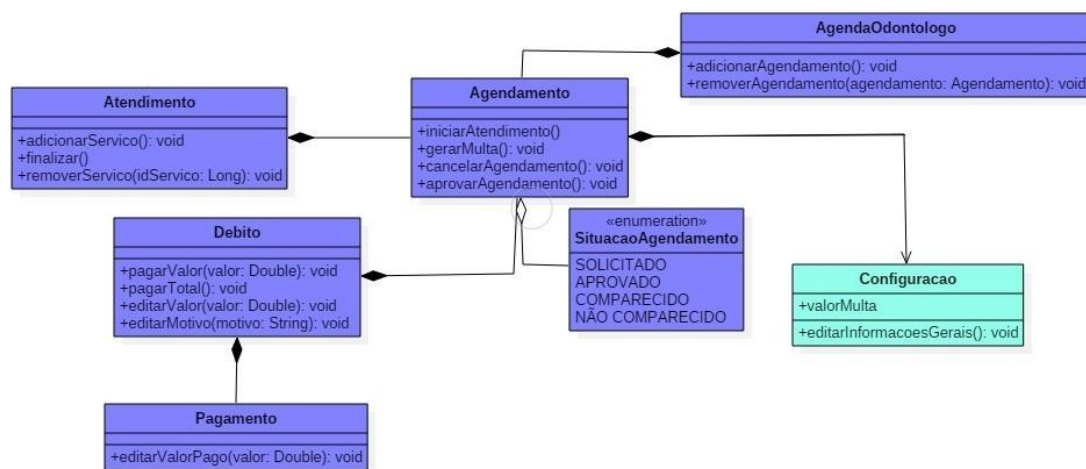 AgendaOdontologo
+adicionarAgendamento(): void
+removerAgendamento(agendamento: Agendamento): void
Agendamento
+iniciarAtendimento()
+gerarMulta(): void
+cancelarAgendamento(): void
+aprovarAgendamento(): void
Atendimento
+adicionarServico(): void
+finalizar()
+removerServico(idServico: Long): void
«enumeration»
SituacaoAgendamento
SOLICITADO
APROVADO
COMPARECIDO
NÃO COMPARECIDO
Debito
+pagarValor(valor: Double): void
+pagarTotal(): void
+editarValor(valor: Double): void
+editarMotivo(motivo: String): void
Configuracao
+valorMulta
+editarInformacoesGerais(): void
Pagamento
+editarValorPago(valor: Double): void